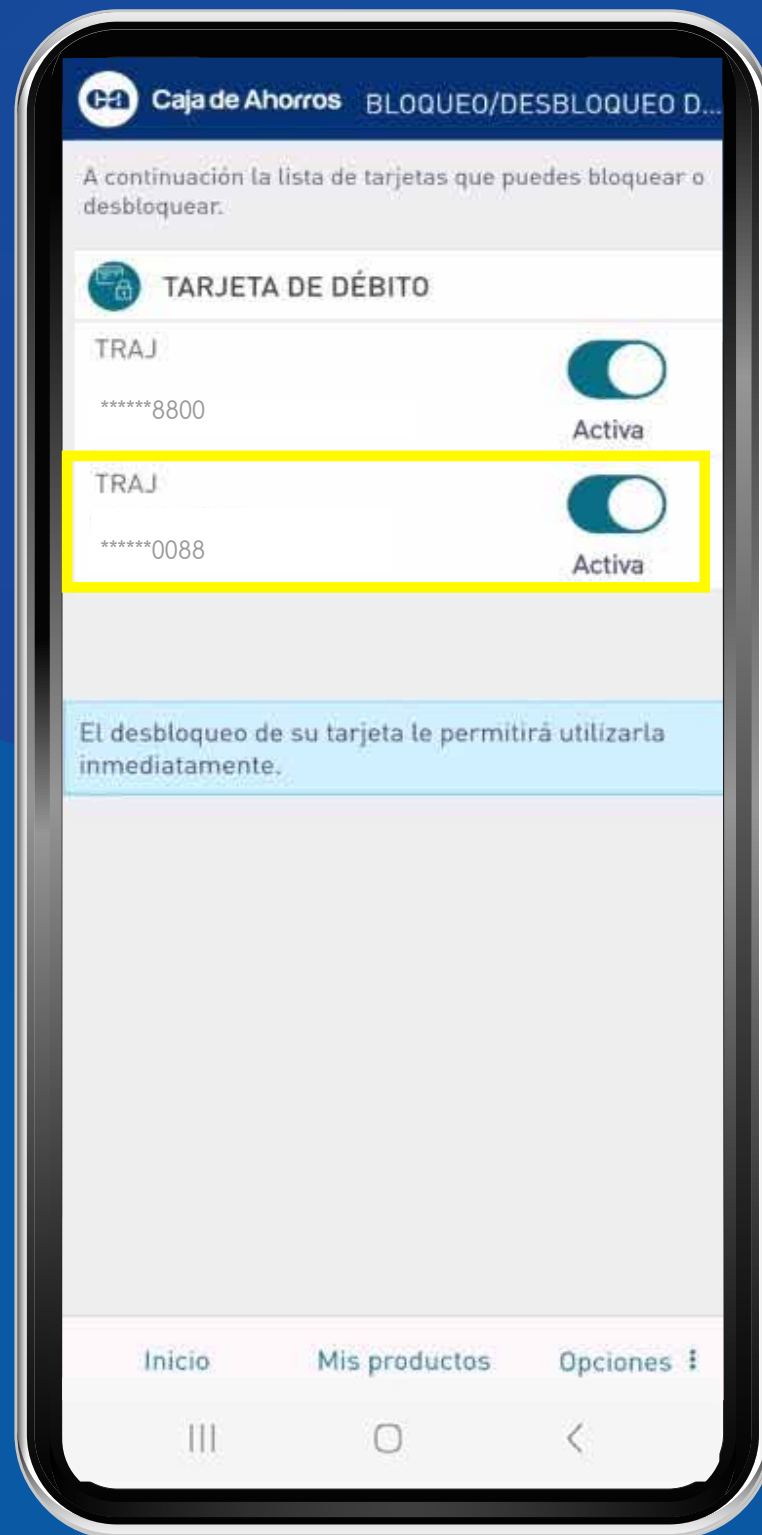 ca Caja de Ahorros BLOQUEO/DESBLOQUEO D...
A continuación la lista de tarjetas que puedes bloquear o
desbloquear.
TARJETA DE DÉBITO
TRAJ
******8800
Activa
TRAJ
******0088
Activa
El desbloqueo de su tarjeta le permitirá utilizarla
inmediatamente.
Inicio Mis productos Opciones